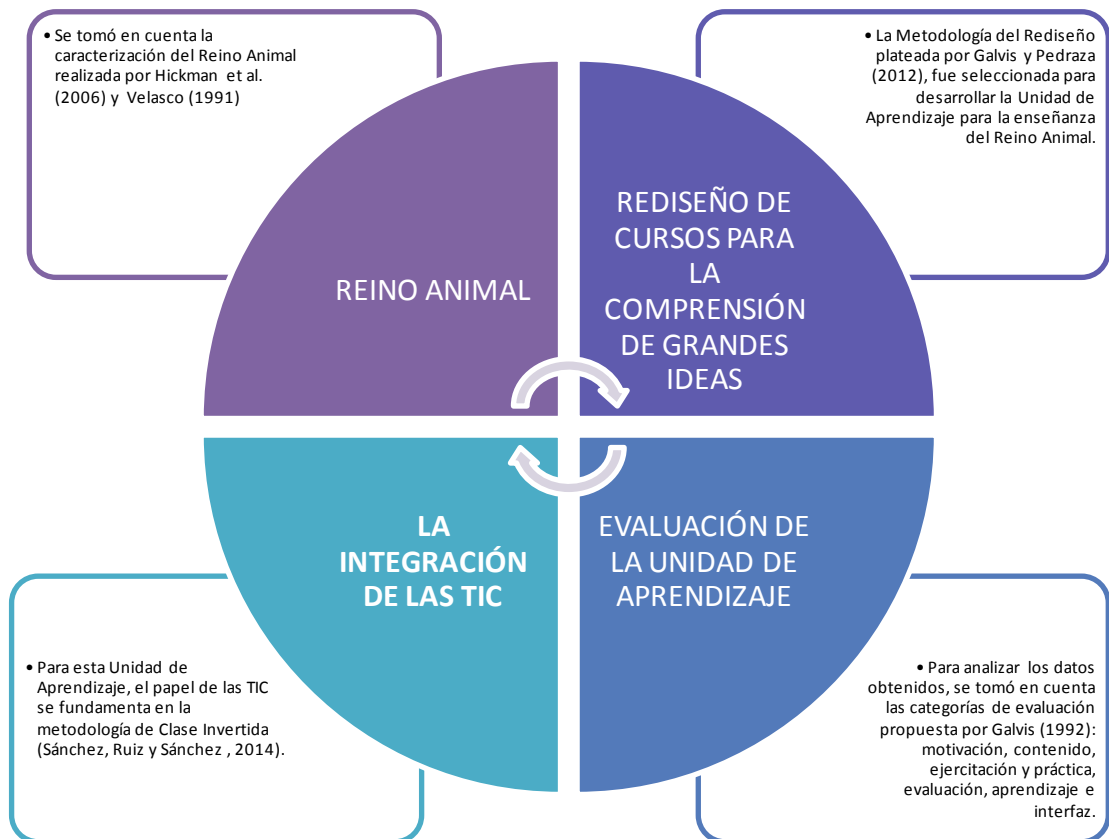 • Se tomó en cuenta la
caracterización del Reino Animal
realizada por Hickman et al.
(2006) y Velasco (1991)
• La Metodología del Rediseño
plateada por Galvis y Pedraza
(2012), fue seleccionada para
desarrollar la Unidad de
Aprendizaje para la enseñanza
del Reino Animal.
REINO ANIMAL
REDISEÑO DE
CURSOS PARA
LA
COMPRENSIÓN
DE GRANDES
IDEAS
LA
INTEGRACIÓN
DE LAS TIC
EVALUACIÓN DE
LA UNIDAD DE
APRENDIZAJE
• Para esta Unidad de
Aprendizaje, el papel de las TIC
se fundamenta en la
metodología de Clase Invertida
(Sánchez, Ruiz y Sánchez , 2014).
• Para analizar los datos
obtenidos, se tomó en cuenta
las categorías de evaluación
propuesta por Galvis (1992):
motivación, contenido,
ejercitación y práctica,
evaluación, aprendizaje e
interfaz.